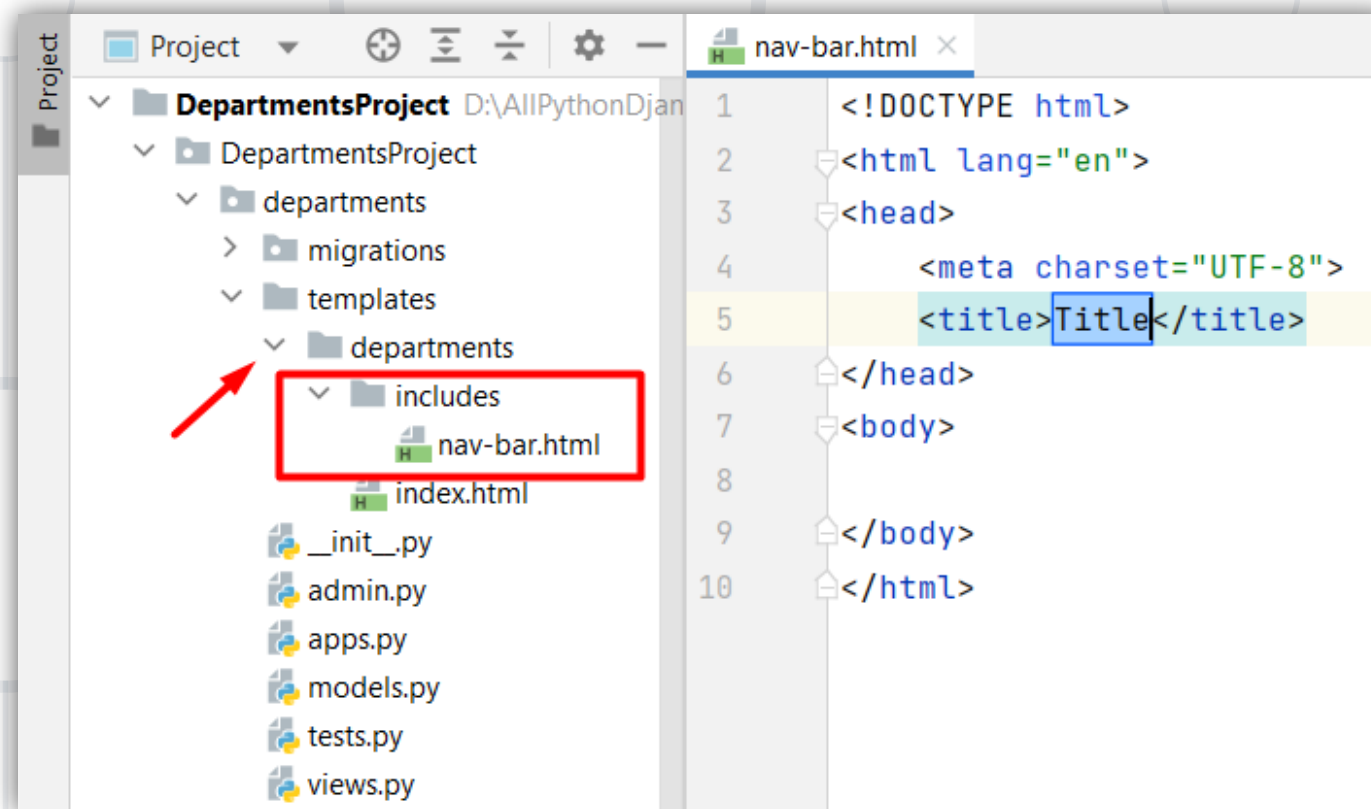 Project
Project
DepartmentsProject D:\AllPythonDjan
DepartmentsProject
departments
migrations
templates
departments
includes
H nav-bar.html
H index.html
__init__.py
admin.py
apps.py
models.py
tests.py
views.py
H nav-bar.html
1 <!DOCTYPE html>
2 <html lang="en">
3 <head>
4 <meta charset="UTF-8">
5 <title>Title</title>
6 </head>
7 <body>
8
9 </body>
10 </html>